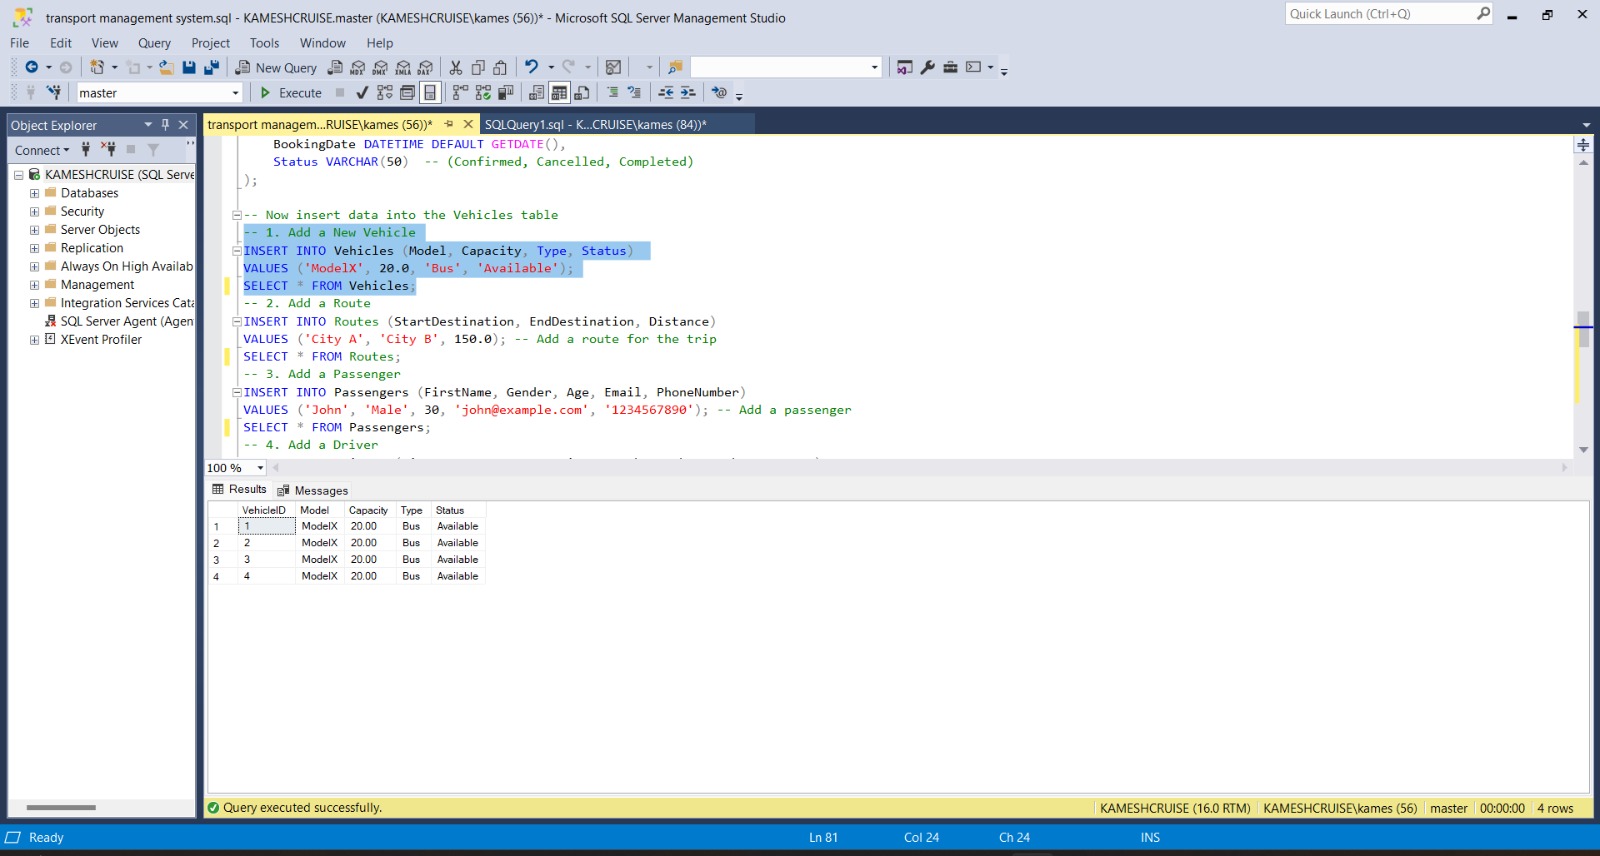 transport management system.sql - KAMESHCRUISE.master (KAMESHCRUISE\kames (56))* - Microsoft SQL Server Management Studio
Quick Launch (Ctrl+Q)
File Edit View Query Project Tools Window Help
New Query
MDX DMX XMLA DAX
master
Execute
Object Explorer
Connect
KAMESHCRUISE (SQL Serve
Databases
Security
Server Objects
Replication
Always On High Availab
Management
Integration Services Cata
SQL Server Agent (Agen
XEvent Profiler
transport managem...RUISE\kames (56))*
SQLQuery1.sql - K...CRUISE\kames (84))*
BookingDate DATETIME DEFAULT GETDATE(),
Status VARCHAR(50) -- (Confirmed, Cancelled, Completed)
);
-- Now insert data into the Vehicles table
-- 1. Add a New Vehicle
INSERT INTO Vehicles (Model, Capacity, Type, Status)
VALUES ('ModelX', 20.0, 'Bus', 'Available');
SELECT * FROM Vehicles;
-- 2. Add a Route
INSERT INTO Routes (StartDestination, EndDestination, Distance)
VALUES ('City A', 'City B', 150.0); -- Add a route for the trip
SELECT * FROM Routes;
-- 3. Add a Passenger
INSERT INTO Passengers (FirstName, Gender, Age, Email, PhoneNumber)
VALUES ('John', 'Male', 30, 'john@example.com', '1234567890'); -- Add a passenger
SELECT * FROM Passengers;
-- 4. Add a Driver
100 %
Results Messages
VehicleID Model Capacity Type Status
1 1 ModelX 20.00 Bus Available
2 2 ModelX 20.00 Bus Available
3 3 ModelX 20.00 Bus Available
4 4 ModelX 20.00 Bus Available
Query executed successfully.
KAMESHCRUISE (16.0 RTM) KAMESHCRUISE\kames (56) master 00:00:00 4 rows
Ready
Ln 81 Col 24 Ch 24 INS